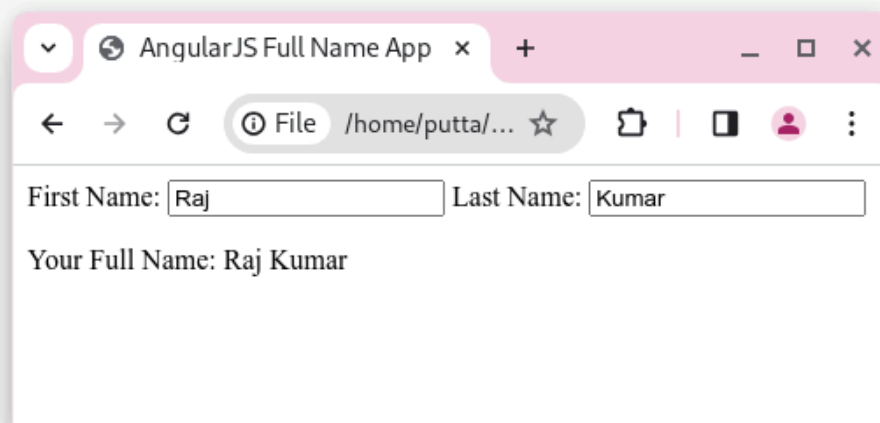 AngularJS Full Name App
File /home/putta/...
First Name: Raj Last Name: Kumar
Your Full Name: Raj Kumar